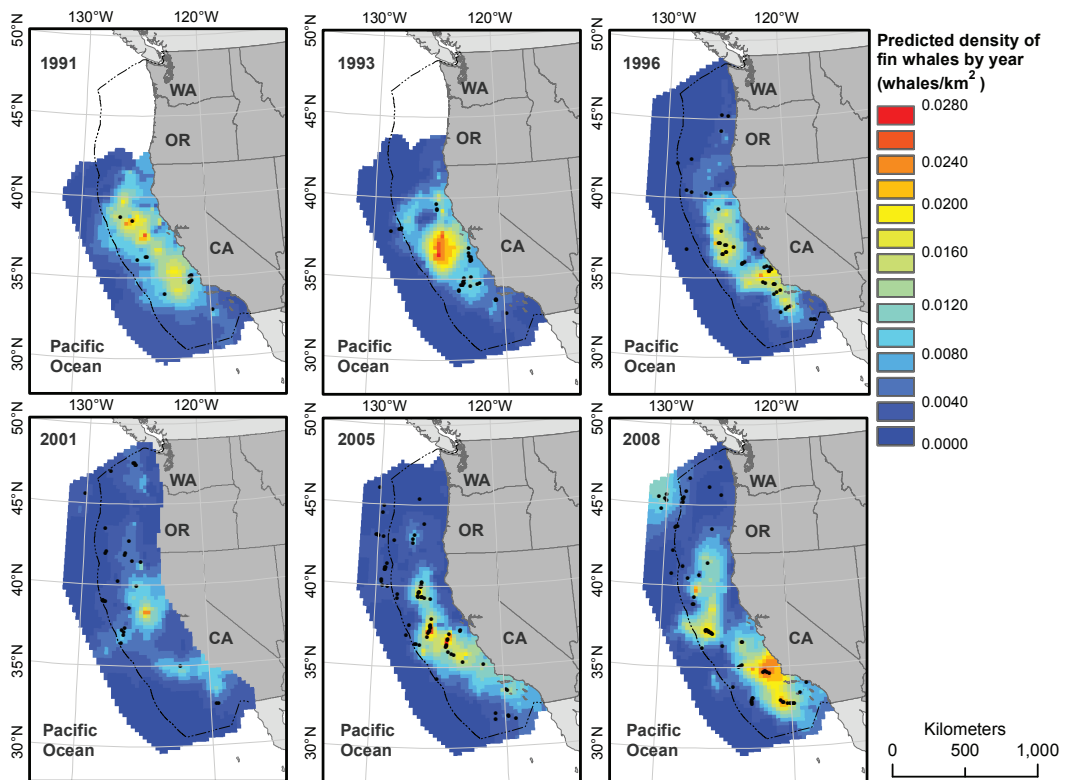 130°W 120°W
130°W 120°W
130°W 120°W
50°N
45°N
40°N
35°N
30°N
1991
WA
OR
CA
Pacific
Ocean
50°N
45°N
40°N
35°N
30°N
1993
WA
OR
CA
Pacific
Ocean
50°N
45°N
40°N
35°N
30°N
1996
WA
OR
CA
Pacific
Ocean
Predicted density of
fin whales by year
(whales/km²)
0.0280
0.0240
0.0200
0.0160
0.0120
0.0080
0.0040
0.0000
130°W 120°W
130°W 120°W
130°W 120°W
50°N
45°N
40°N
35°N
30°N
2001
WA
OR
CA
Pacific
Ocean
50°N
45°N
40°N
35°N
30°N
2005
WA
OR
CA
Pacific
Ocean
50°N
45°N
40°N
35°N
30°N
2008
WA
OR
CA
Pacific
Ocean
Kilometers
0 500 1,000